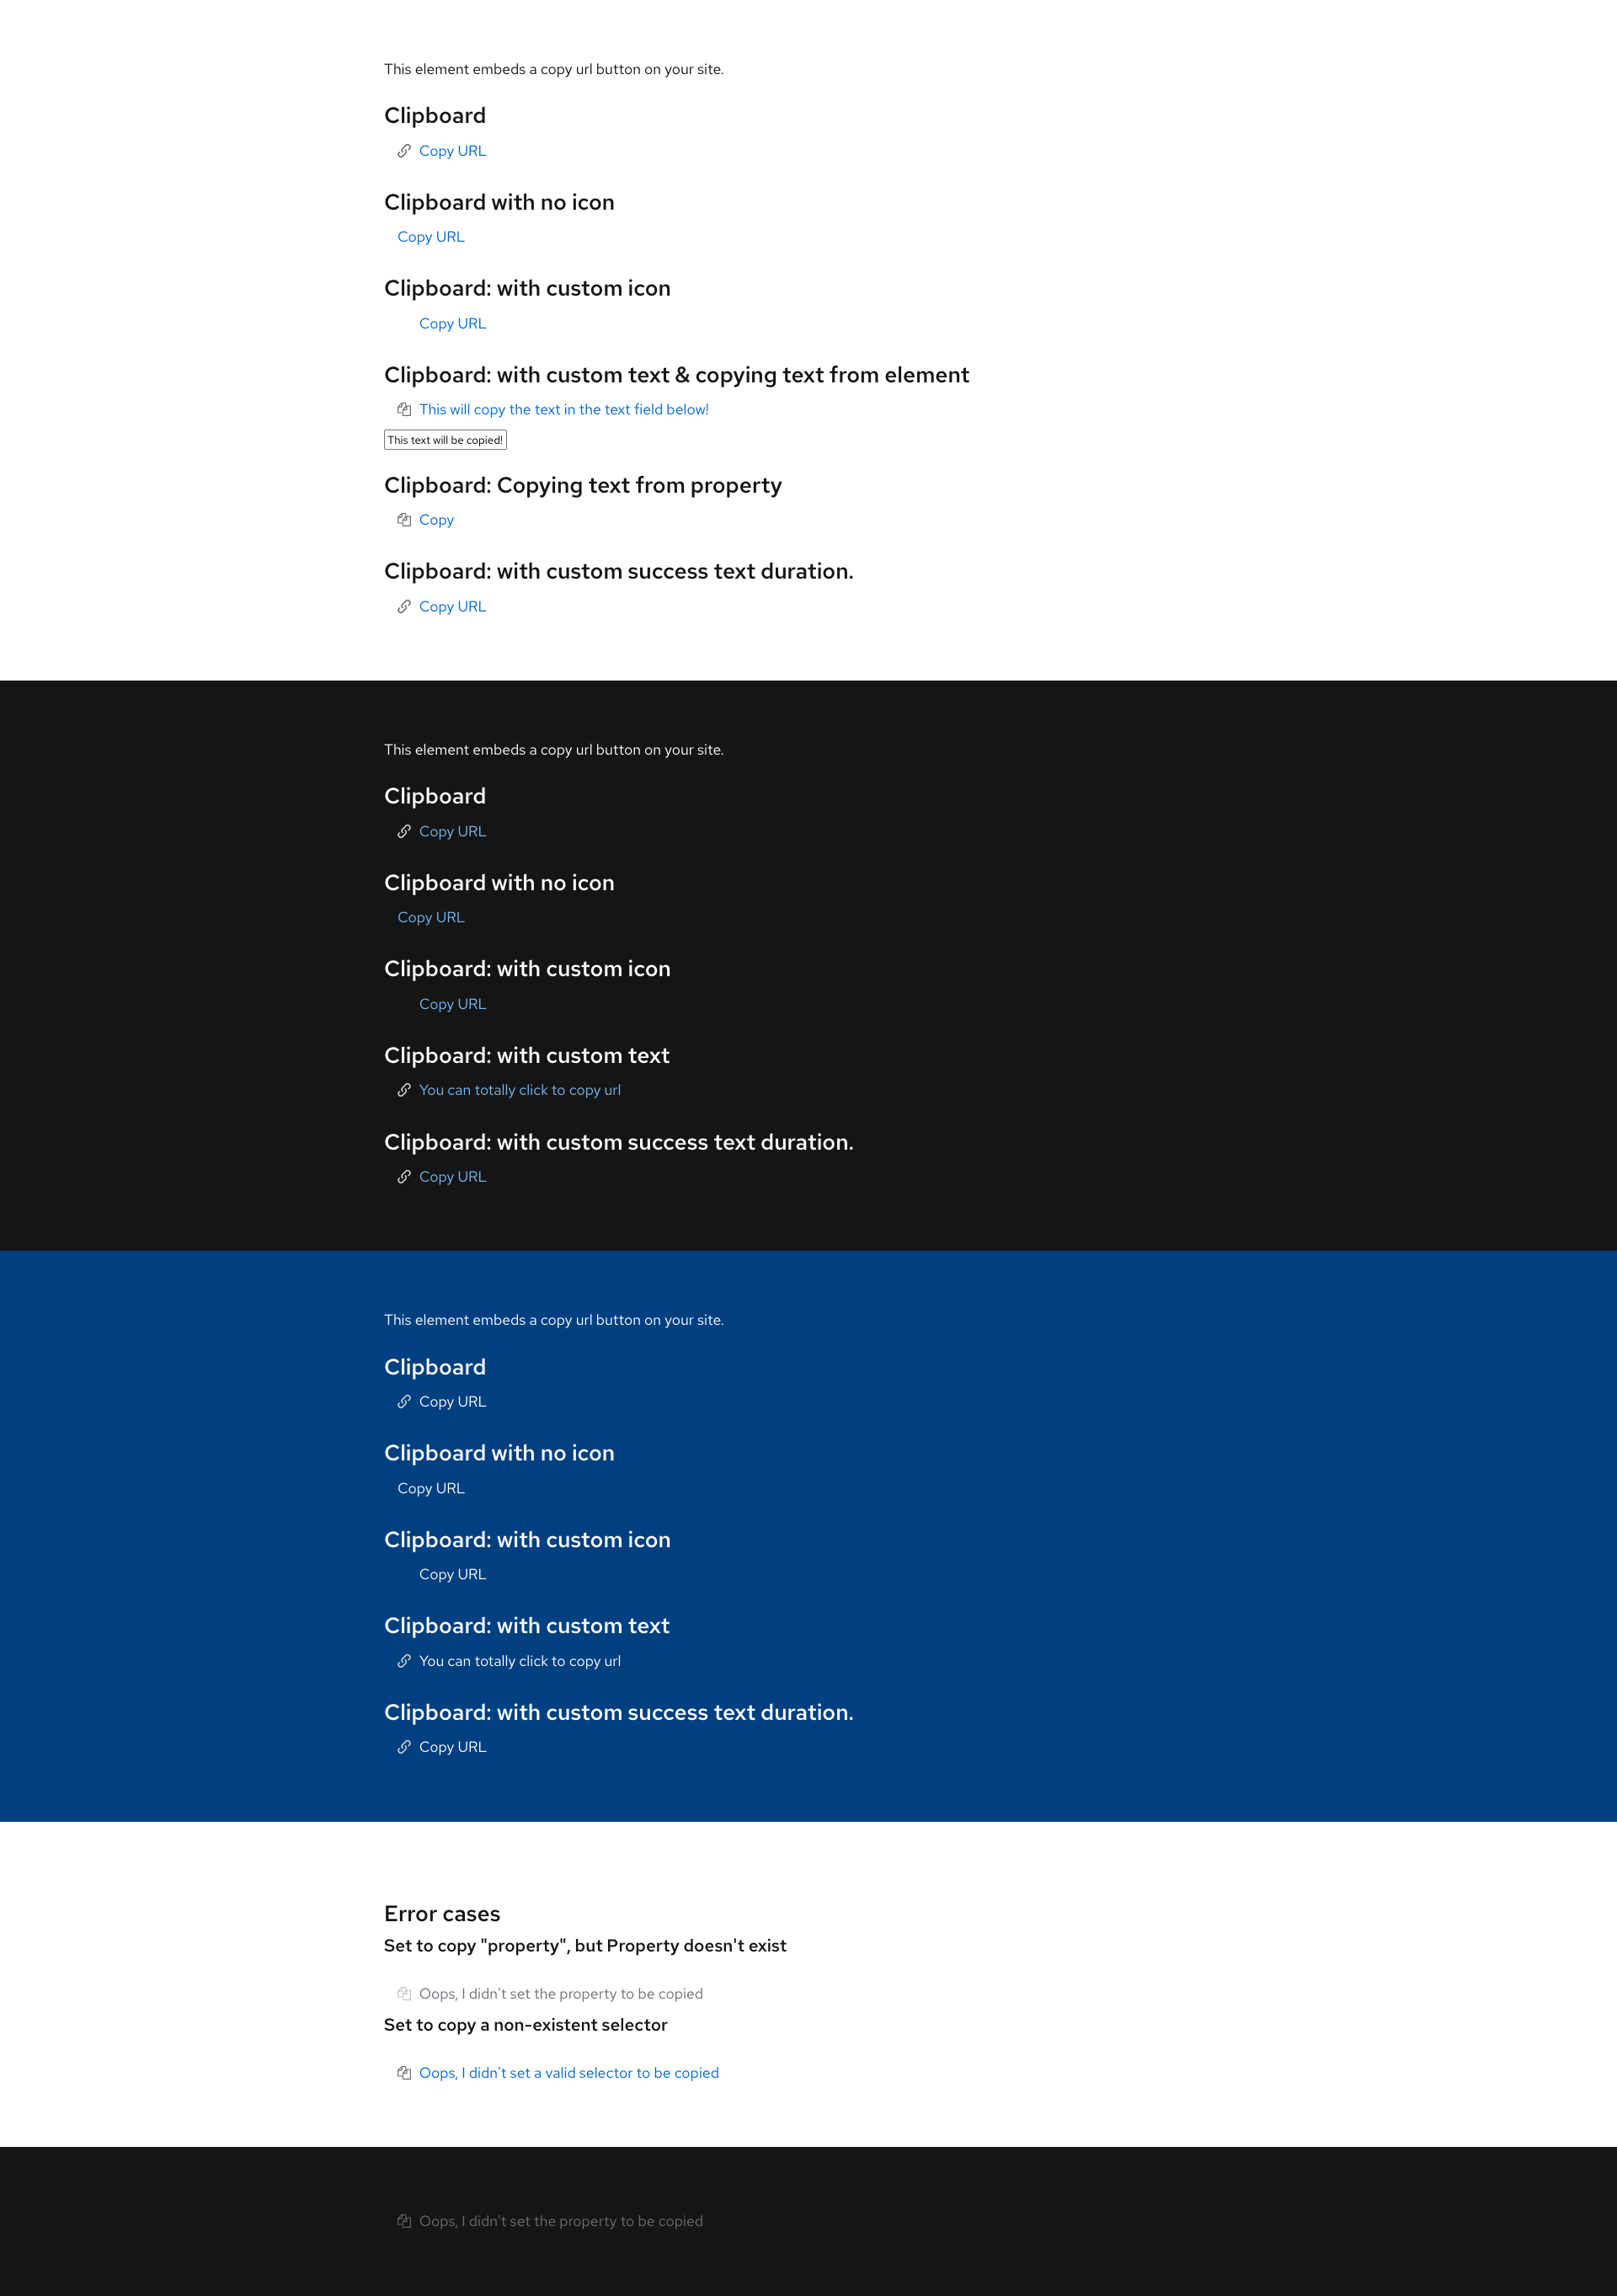 This element embeds a copy url button on your site.
Clipboard
Copy URL
Clipboard with no icon
Copy URL
Clipboard: with custom icon
Copy URL
Clipboard: with custom text & copying text from element
This will copy the text in the text field below!
This text will be copied!
Clipboard: Copying text from property
Copy
Clipboard: with custom success text duration.
Copy URL
This element embeds a copy url button on your site.
Clipboard
Copy URL
Clipboard with no icon
Copy URL
Clipboard: with custom icon
Copy URL
Clipboard: with custom text
You can totally click to copy url
Clipboard: with custom success text duration.
Copy URL
This element embeds a copy url button on your site.
Clipboard
Copy URL
Clipboard with no icon
Copy URL
Clipboard: with custom icon
Copy URL
Clipboard: with custom text
You can totally click to copy url
Clipboard: with custom success text duration.
Copy URL
Error cases
Set to copy "property", but Property doesn't exist
Oops, I didn't set the property to be copied
Set to copy a non-existent selector
Oops, I didn't set a valid selector to be copied
Oops, I didn't set the property to be copied